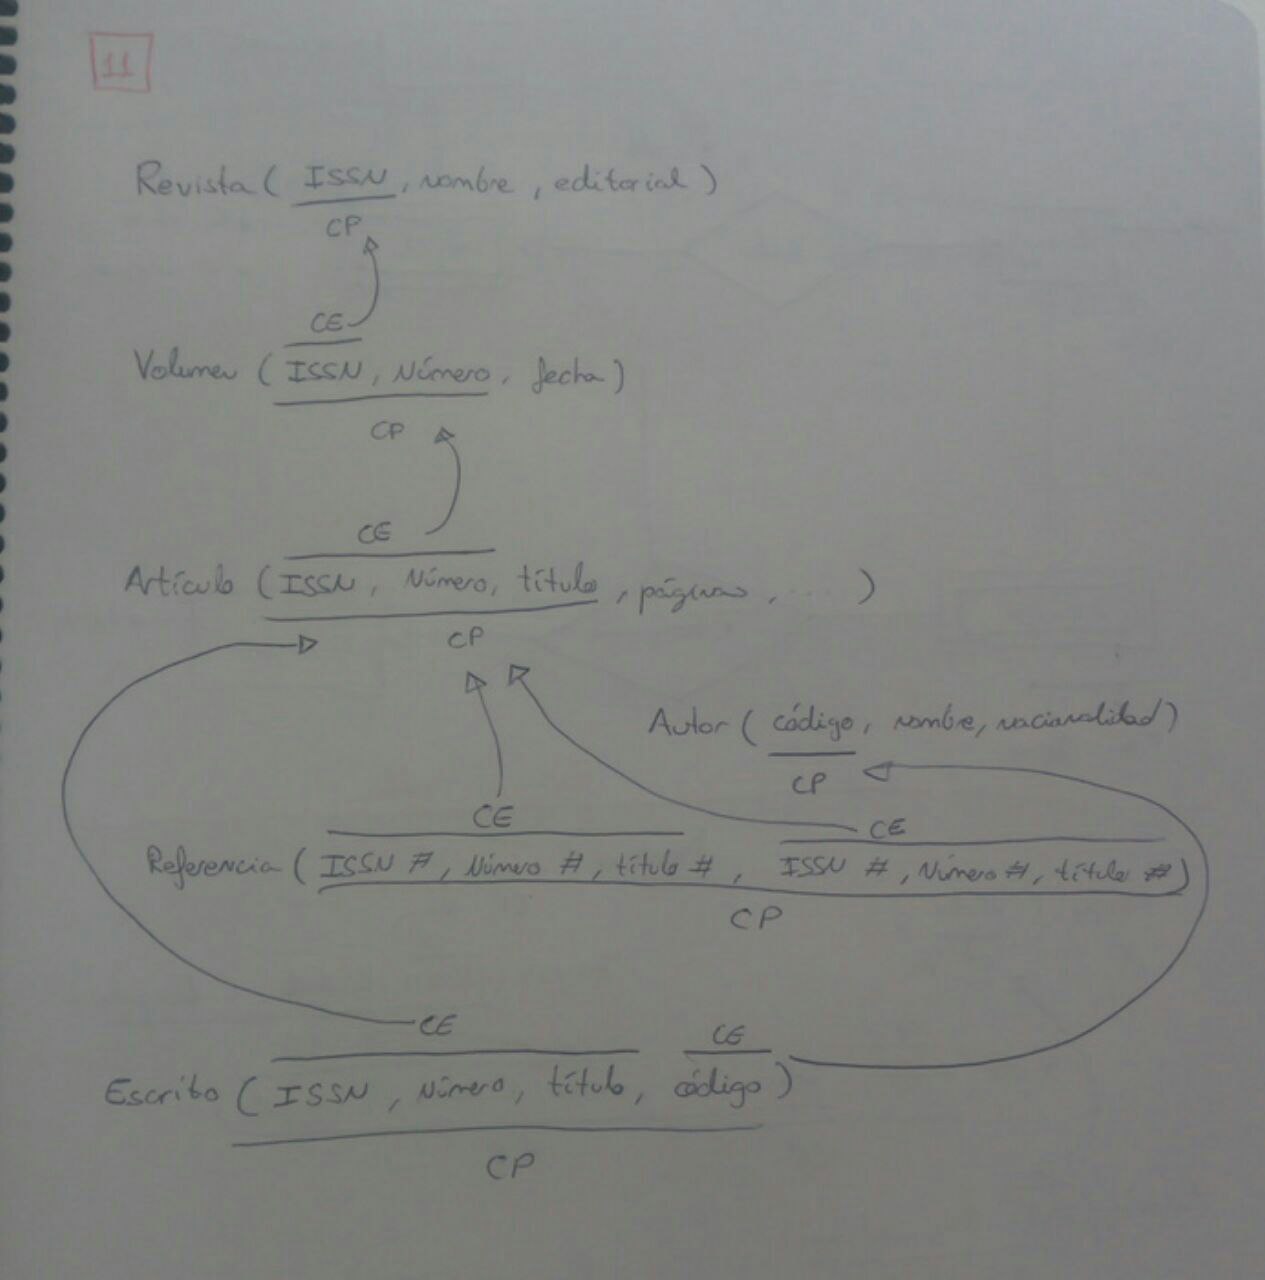 11
Revista ( ISSN , nombre , editorial )
CP
CE
Volumen ( ISSN , Número , fecha )
CP
CE
Artículo ( ISSN , Número , título , páginas , .... )
CP
Autor ( código , nombre , nacionalidad )
CP
CE CE
Referencia ( ISSN # , Número # , título # , ISSN # , Número # , título # )
CP
CE CE
Escrito ( ISSN , Número , título , código )
CP